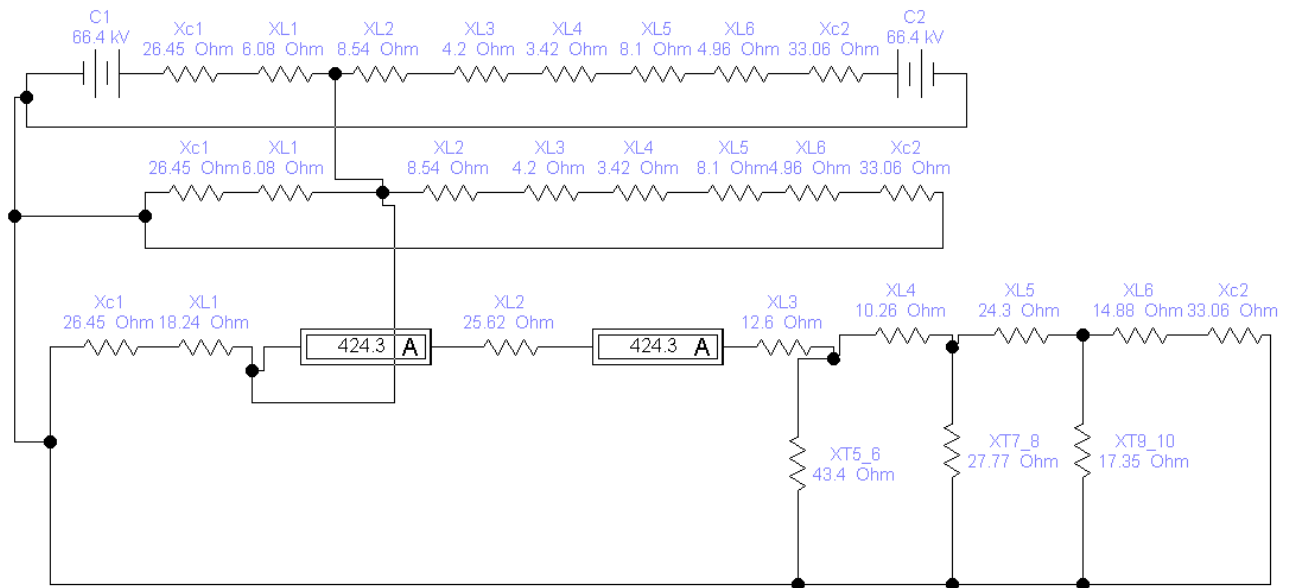 C1
66.4 kV
Xc1
26.45 Ohm
XL1
6.08 Ohm
XL2
8.54 Ohm
XL3
4.2 Ohm
XL4
3.42 Ohm
XL5
8.1 Ohm
XL6
4.96 Ohm
Xc2
33.06 Ohm
C2
66.4 kV
Xc1
26.45 Ohm
XL1
6.08 Ohm
XL2
8.54 Ohm
XL3
4.2 Ohm
XL4
3.42 Ohm
XL5
8.1 Ohm
XL6
4.96 Ohm
Xc2
33.06 Ohm
Xc1
26.45 Ohm
XL1
18.24 Ohm
424.3 A
XL2
25.62 Ohm
424.3 A
XL3
12.6 Ohm
XL4
10.26 Ohm
XL5
24.3 Ohm
XL6
14.88 Ohm
Xc2
33.06 Ohm
XT5_6
43.4 Ohm
XT7_8
27.77 Ohm
XT9_10
17.35 Ohm